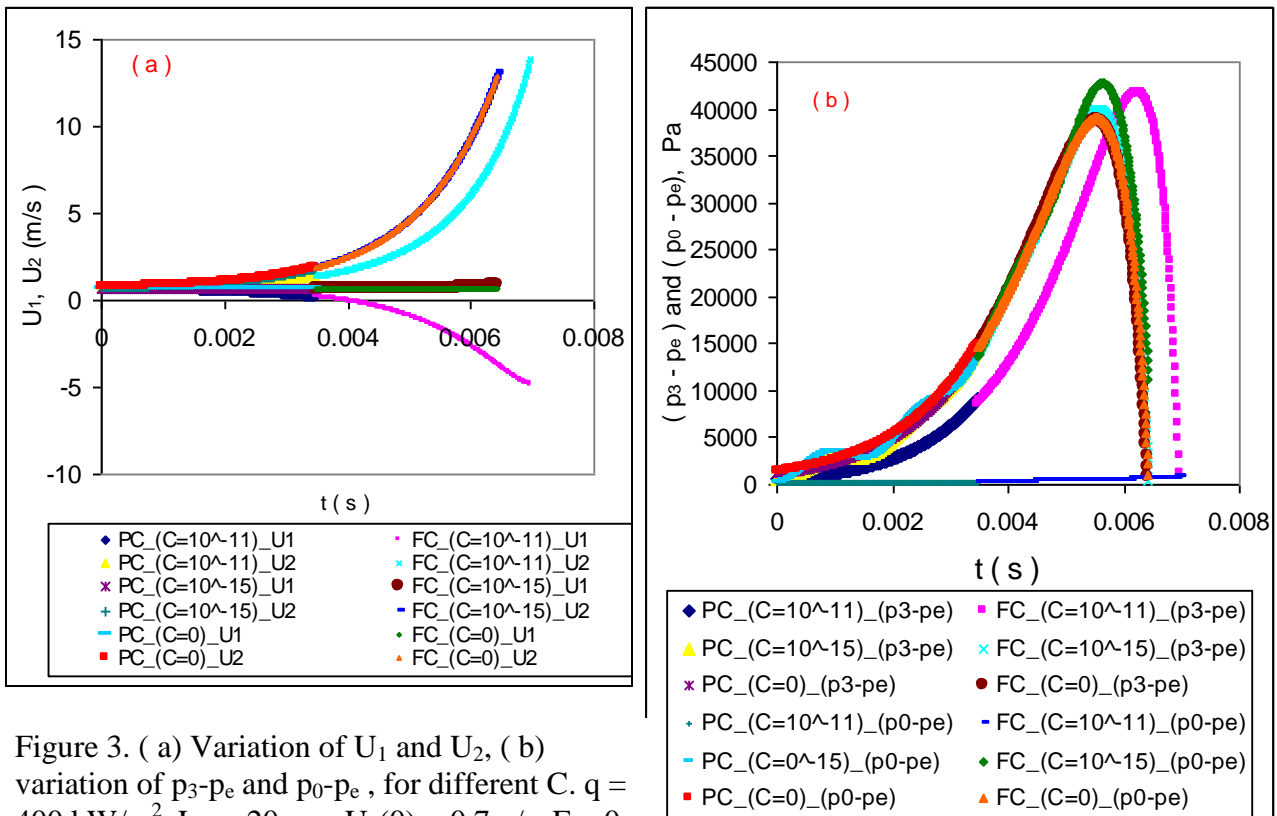 15
10
5
0
-5
-10
0
0.002
0.004
0.006
0.008
( a )
U1, U2 (m/s )
t ( s )
PC_(C=10^-11)_U1
FC_(C=10^-11)_U1
PC_(C=10^-11)_U2
FC_(C=10^-11)_U2
PC_(C=10^-15)_U1
FC_(C=10^-15)_U1
PC_(C=10^-15)_U2
FC_(C=10^-15)_U2
PC_(C=0)_U1
FC_(C=0)_U1
PC_(C=0)_U2
FC_(C=0)_U2
45000
40000
35000
30000
25000
20000
15000
10000
5000
0
0
0.002
0.004
0.006
0.008
( b )
( p3 - pe ) and ( p0 - pe), Pa
t ( s )
PC_(C=10^-11)_(p3-pe)
FC_(C=10^-11)_(p3-pe)
PC_(C=10^-15)_(p3-pe)
FC_(C=10^-15)_(p3-pe)
PC_(C=0)_(p3-pe)
FC_(C=0)_(p3-pe)
PC_(C=10^-11)_(p0-pe)
FC_(C=10^-11)_(p0-pe)
PC_(C=0^-15)_(p0-pe)
FC_(C=10^-15)_(p0-pe)
PC_(C=0)_(p0-pe)
FC_(C=0)_(p0-pe)
Figure 3. ( a) Variation of U1 and U2, ( b)
variation of p3-pe and p0-pe , for different C. q =